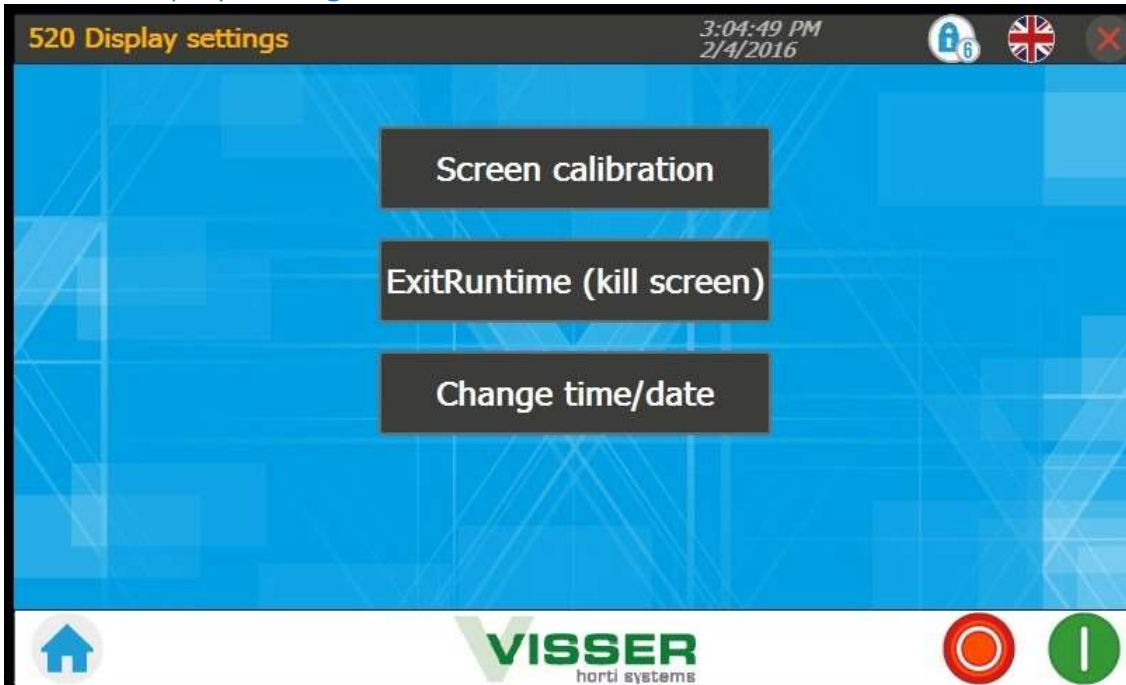 520 Display settings
3:04:49 PM
2/4/2016
6
Screen calibration
ExitRuntime (kill screen)
Change time/date
VISSER
horti systems